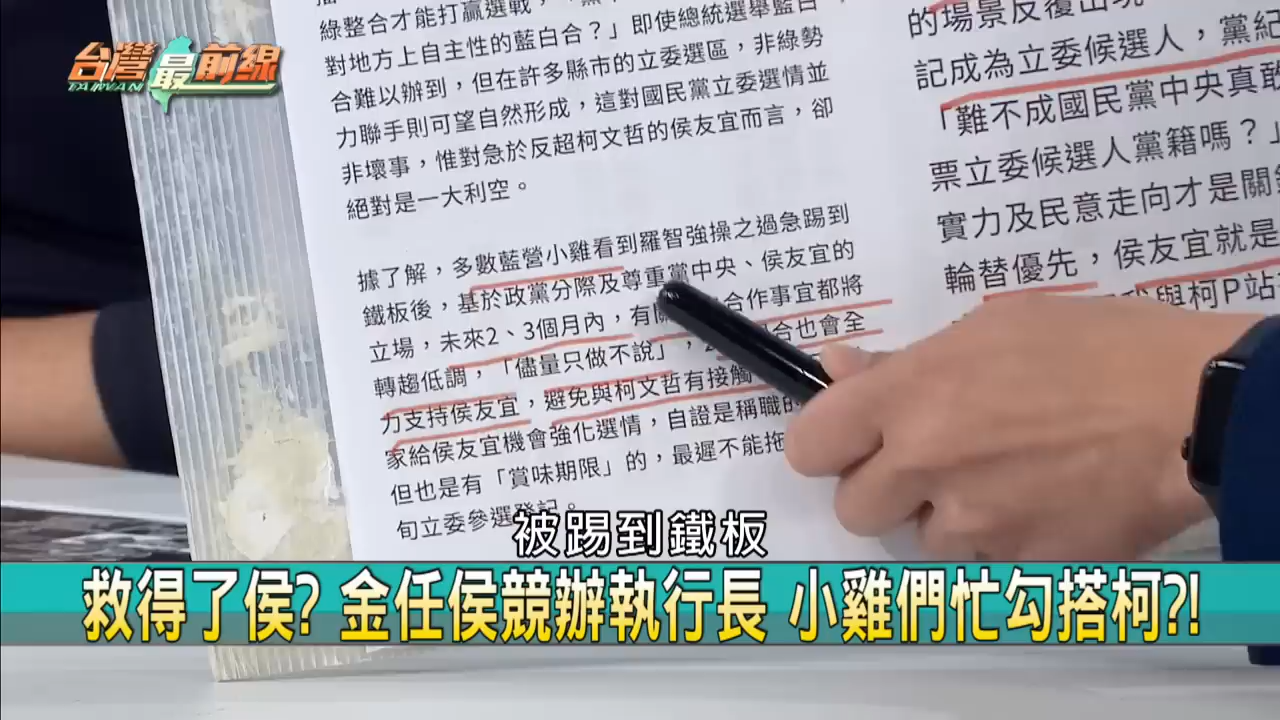 台灣最前線
TAIWAN
綠整合才能打贏選戰,「黨
對地方上自主性的藍白合?」即使總統選舉藍白
合難以辦到,但在許多縣市的立委選區,非綠勢
力聯手則可望自然形成,這對國民黨立委選情並
非壞事,惟對急於反超柯文哲的侯友宜而言,卻
絕對是一大利空。
據了解,多數藍營小雞看到羅智強操之過急踢到
鐵板後,基於政黨分際及尊重黨中央、侯友宜的
立場,未來2、3個月內,有關 合作事宜都將
轉趨低調,「儘量只做不說」, 合也會全
力支持侯友宜,避免與柯文哲有接觸
家給侯友宜機會強化選情,自證是稱職的
但也是有「賞味期限」的,最遲不能拖
旬立委參選登記。
的場景反覆出現
記成為立委候選人,黨紀
「難不成國民黨中央真敢
票立委候選人黨籍嗎?」
實力及民意走向才是關鍵
輪替優先,侯友宜就是
與柯P站
被踢到鐵板
救得了侯? 金任侯競辦執行長 小雞們忙勾搭柯?!